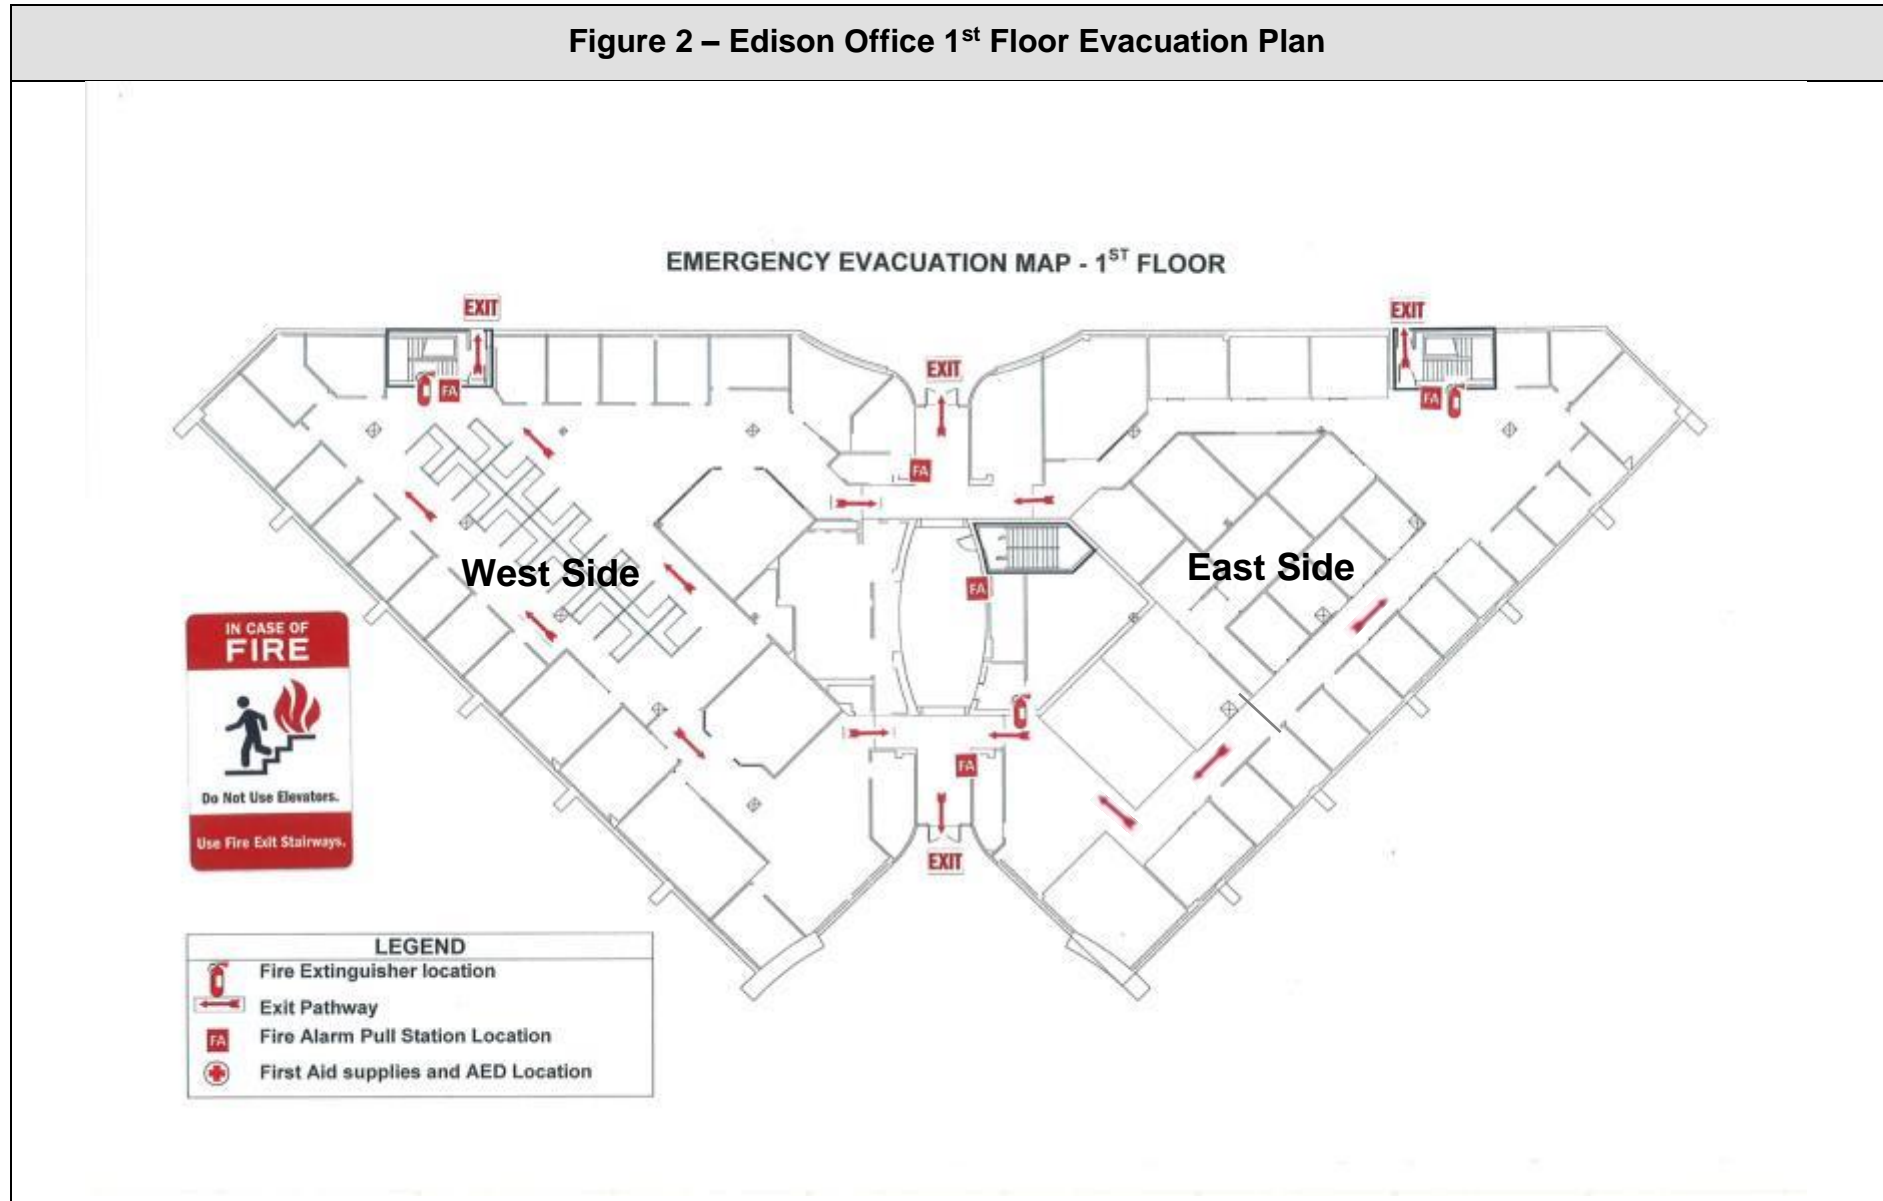 Figure 2 – Edison Office 1st Floor Evacuation Plan
EMERGENCY EVACUATION MAP - 1ST FLOOR
EXIT
EXIT
EXIT
FA
FA
FA
West Side
East Side
FA
IN CASE OF
FIRE
Do Not Use Elevators.
Use Fire Exit Stairways.
FA
EXIT
LEGEND
Fire Extinguisher location
Exit Pathway
FA Fire Alarm Pull Station Location
First Aid supplies and AED Location